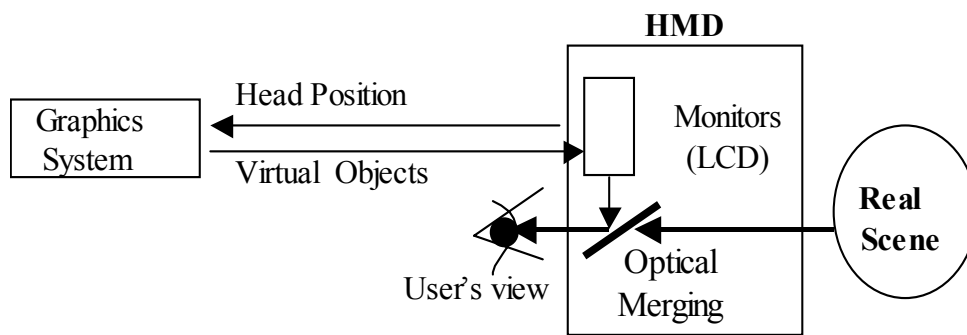 HMD
Head Position
Graphics
System
Virtual Objects
Monitors
(LCD)
Real
Scene
User's view
Optical
Merging